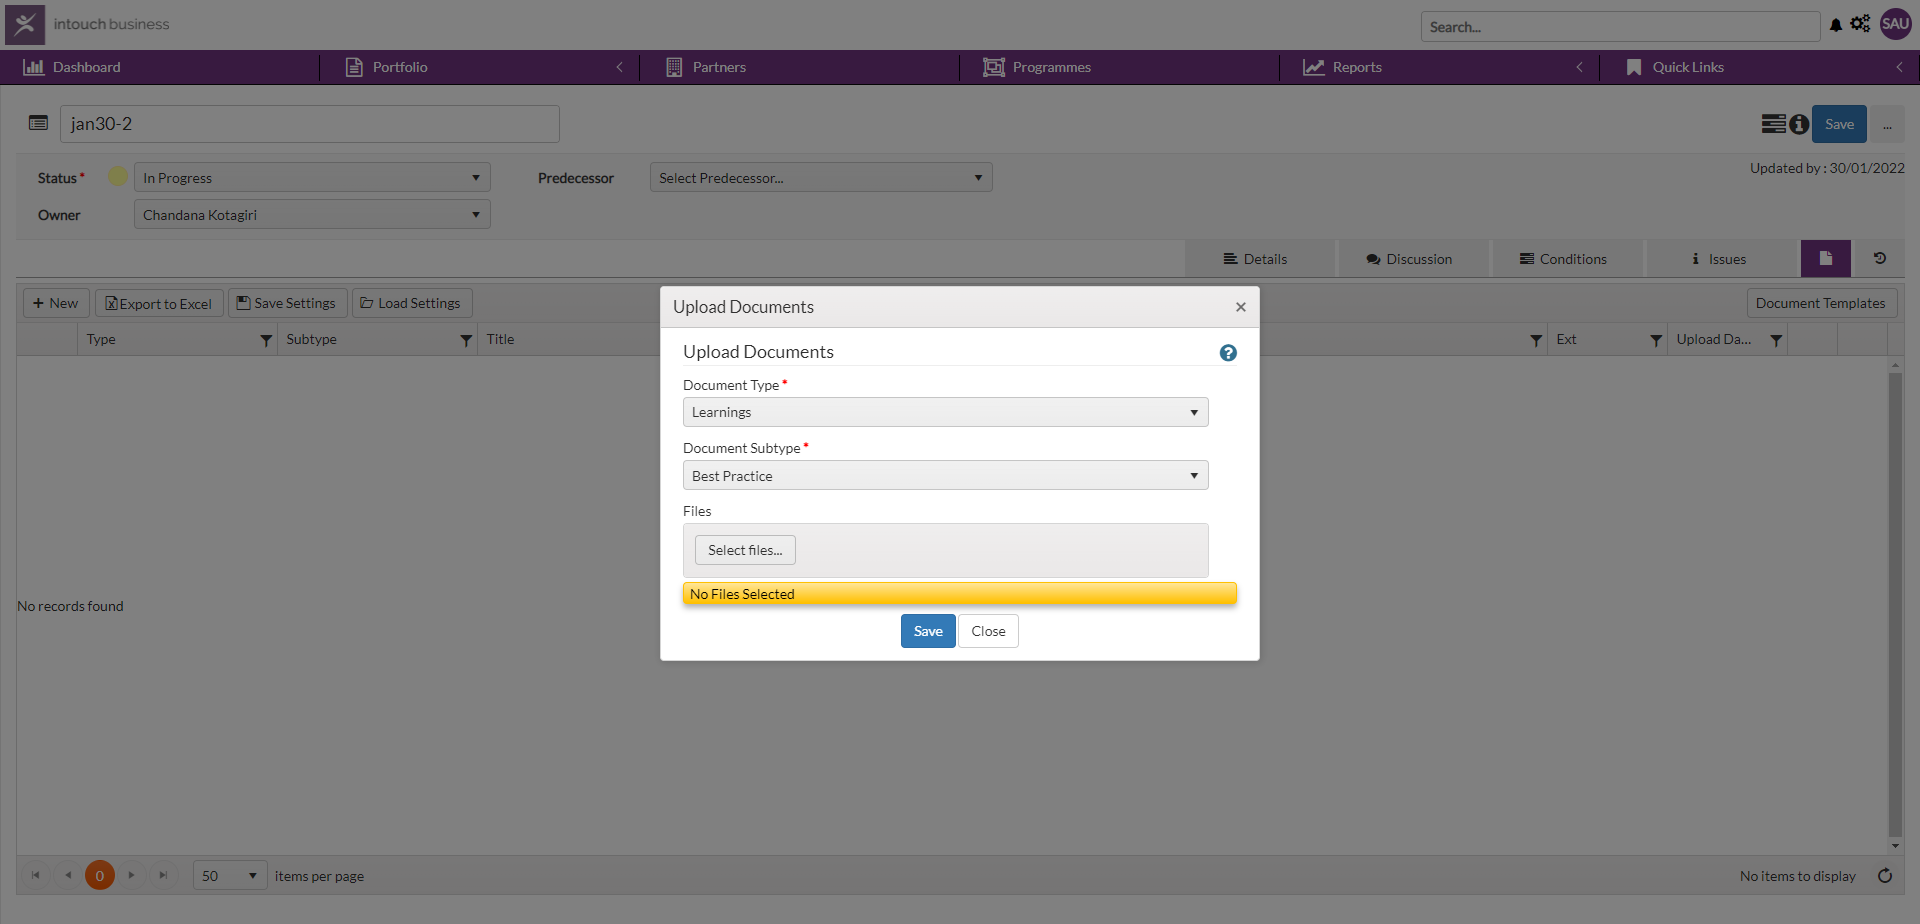 intouch business
Search...
SAU
Dashboard
Portfolio
Partners
Programmes
Reports
Quick Links
jan30-2
Save
...
Status *
In Progress
Predecessor
Select Predecessor...
Updated by : 30/01/2022
Owner
Chandana Kotagiri
Details
Discussion
Conditions
Issues
+ New
Export to Excel
Save Settings
Load Settings
Document Templates
Type
Subtype
Title
Ext
Upload Da...
No records found
Upload Documents
Upload Documents
Document Type *
Learnings
Document Subtype *
Best Practice
Files
Select files...
No Files Selected
Save
Close
0
50
items per page
No items to display